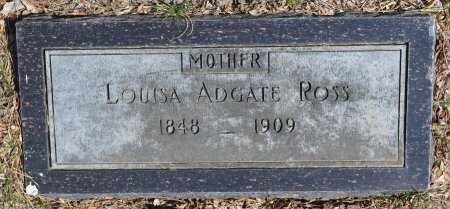 MOTHER
LOUISA ADGATE ROSS
1848 – 1909